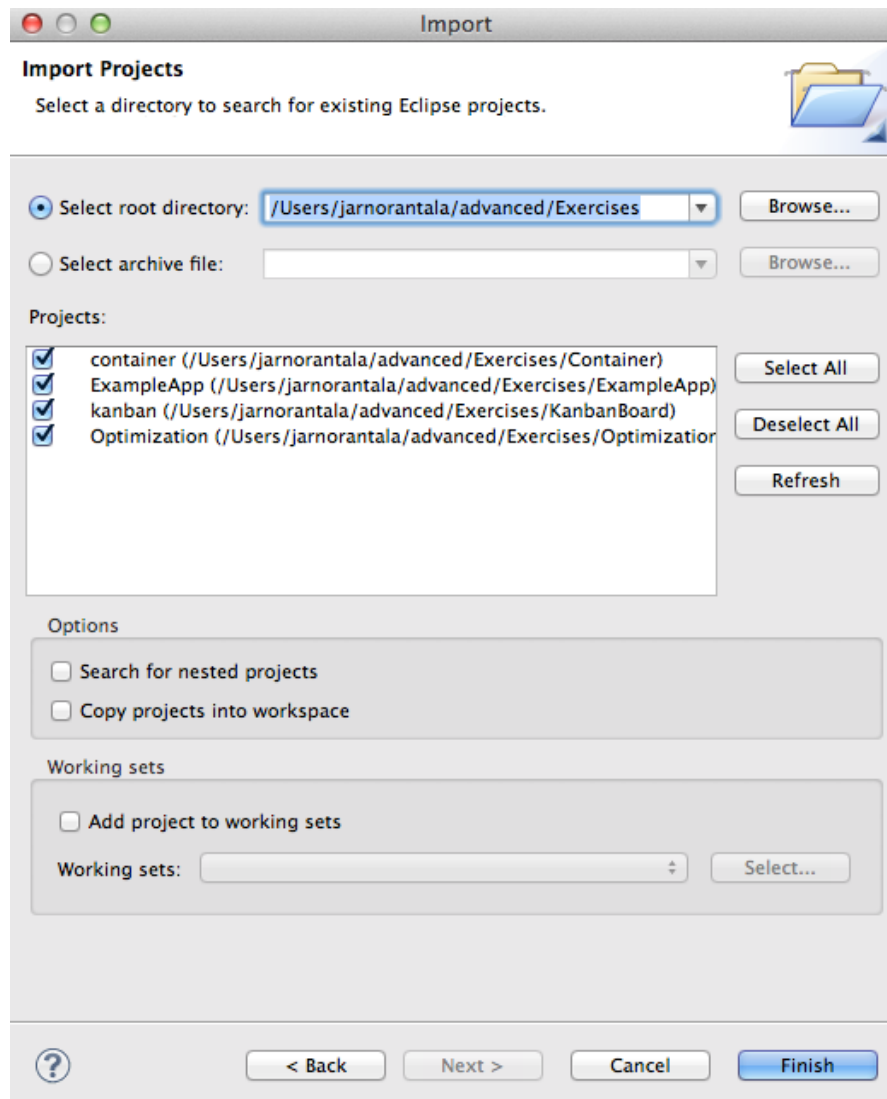 Import
Import Projects
Select a directory to search for existing Eclipse projects.
Select root directory: /Users/jarnorantala/advanced/Exercises Browse...
Select archive file: Browse...
Projects:
container (/Users/jarnorantala/advanced/Exercises/Container)
ExampleApp (/Users/jarnorantala/advanced/Exercises/ExampleApp)
kanban (/Users/jarnorantala/advanced/Exercises/KanbanBoard)
Optimization (/Users/jarnorantala/advanced/Exercises/Optimization
Select All
Deselect All
Refresh
Options
Search for nested projects
Copy projects into workspace
Working sets
Add project to working sets
Working sets: Select...
? < Back Next > Cancel Finish